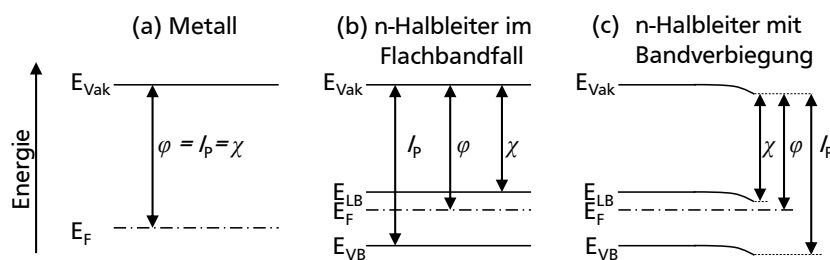 (a) Metall
(b) n-Halbleiter im
Flachbandfall
(c) n-Halbleiter mit
Bandverbiegung
Energie
E_Vak
φ = I_P = χ
E_F
E_Vak
I_P
φ
χ
E_LB
E_F
E_VB
E_Vak
χ
φ
I_P
E_LB
E_F
E_VB